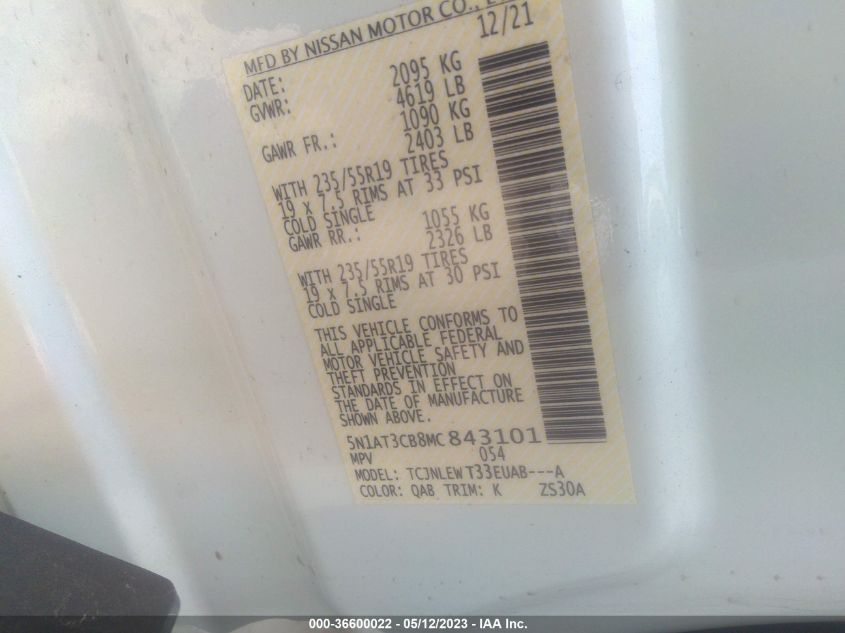 MFD BY NISSAN MOTOR CO.,
DATE: 12/21
GVWR: 2095 KG
4619 LB
GAWR FR.: 1090 KG
2403 LB
WITH 235/55R19 TIRES
19 X 7.5 RIMS AT 33 PSI
COLD SINGLE
GAWR RR.: 1055 KG
2326 LB
WITH 235/55R19 TIRES
19 X 7.5 RIMS AT 30 PSI
COLD SINGLE
THIS VEHICLE CONFORMS TO
ALL APPLICABLE FEDERAL
MOTOR VEHICLE SAFETY AND
THEFT PREVENTION
STANDARDS IN EFFECT ON
THE DATE OF MANUFACTURE
SHOWN ABOVE.
5N1AT3CB8MC 843101
MPV 054
MODEL: TCJNLEW T33EUAB---A
COLOR: QAB TRIM: K ZS30A
000-36600022 - 05/12/2023 - IAA Inc.